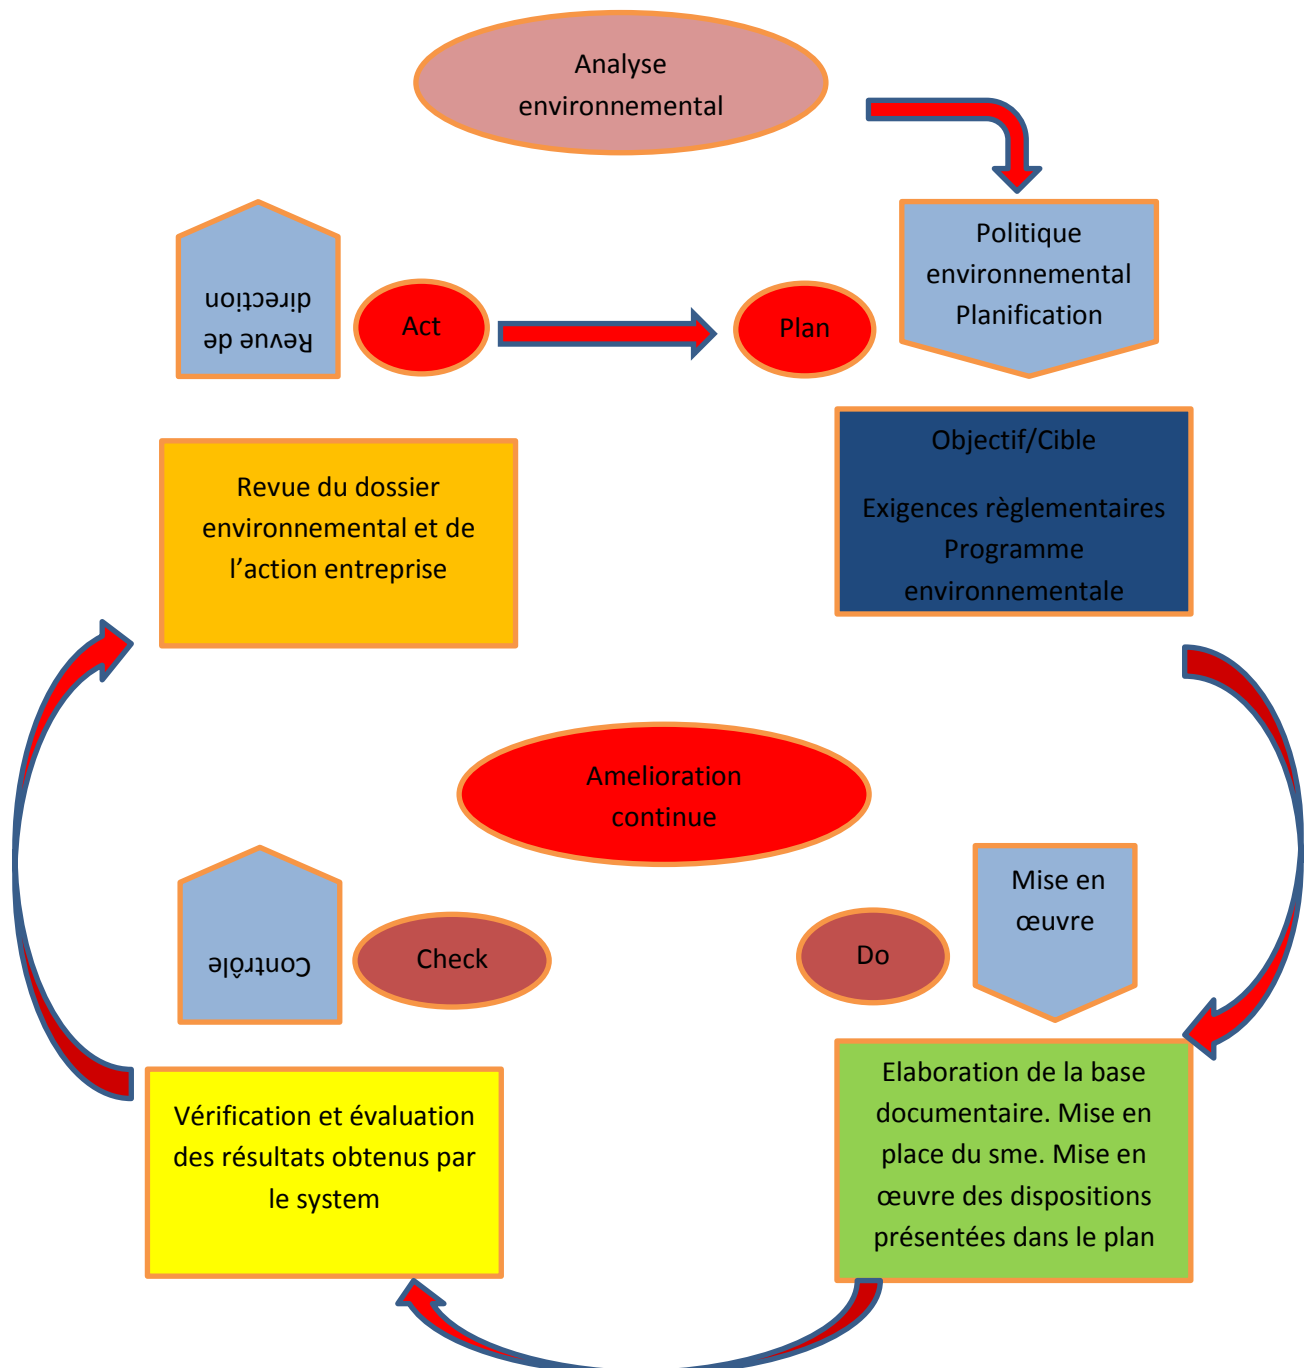 Analyse
environnemental
Politique
environnemental
Planification
Revue de
direction
Act
Plan
Objectif/Cible
Exigences règlementaires
Programme
environnementale
Revue du dossier
environnemental et de
l’action entreprise
Amelioration
continue
Contrôle
Check
Do
Mise en
œuvre
Elaboration de la base
documentaire. Mise en
place du sme. Mise en
œuvre des dispositions
présentées dans le plan
Vérification et évaluation
des résultats obtenus par
le system